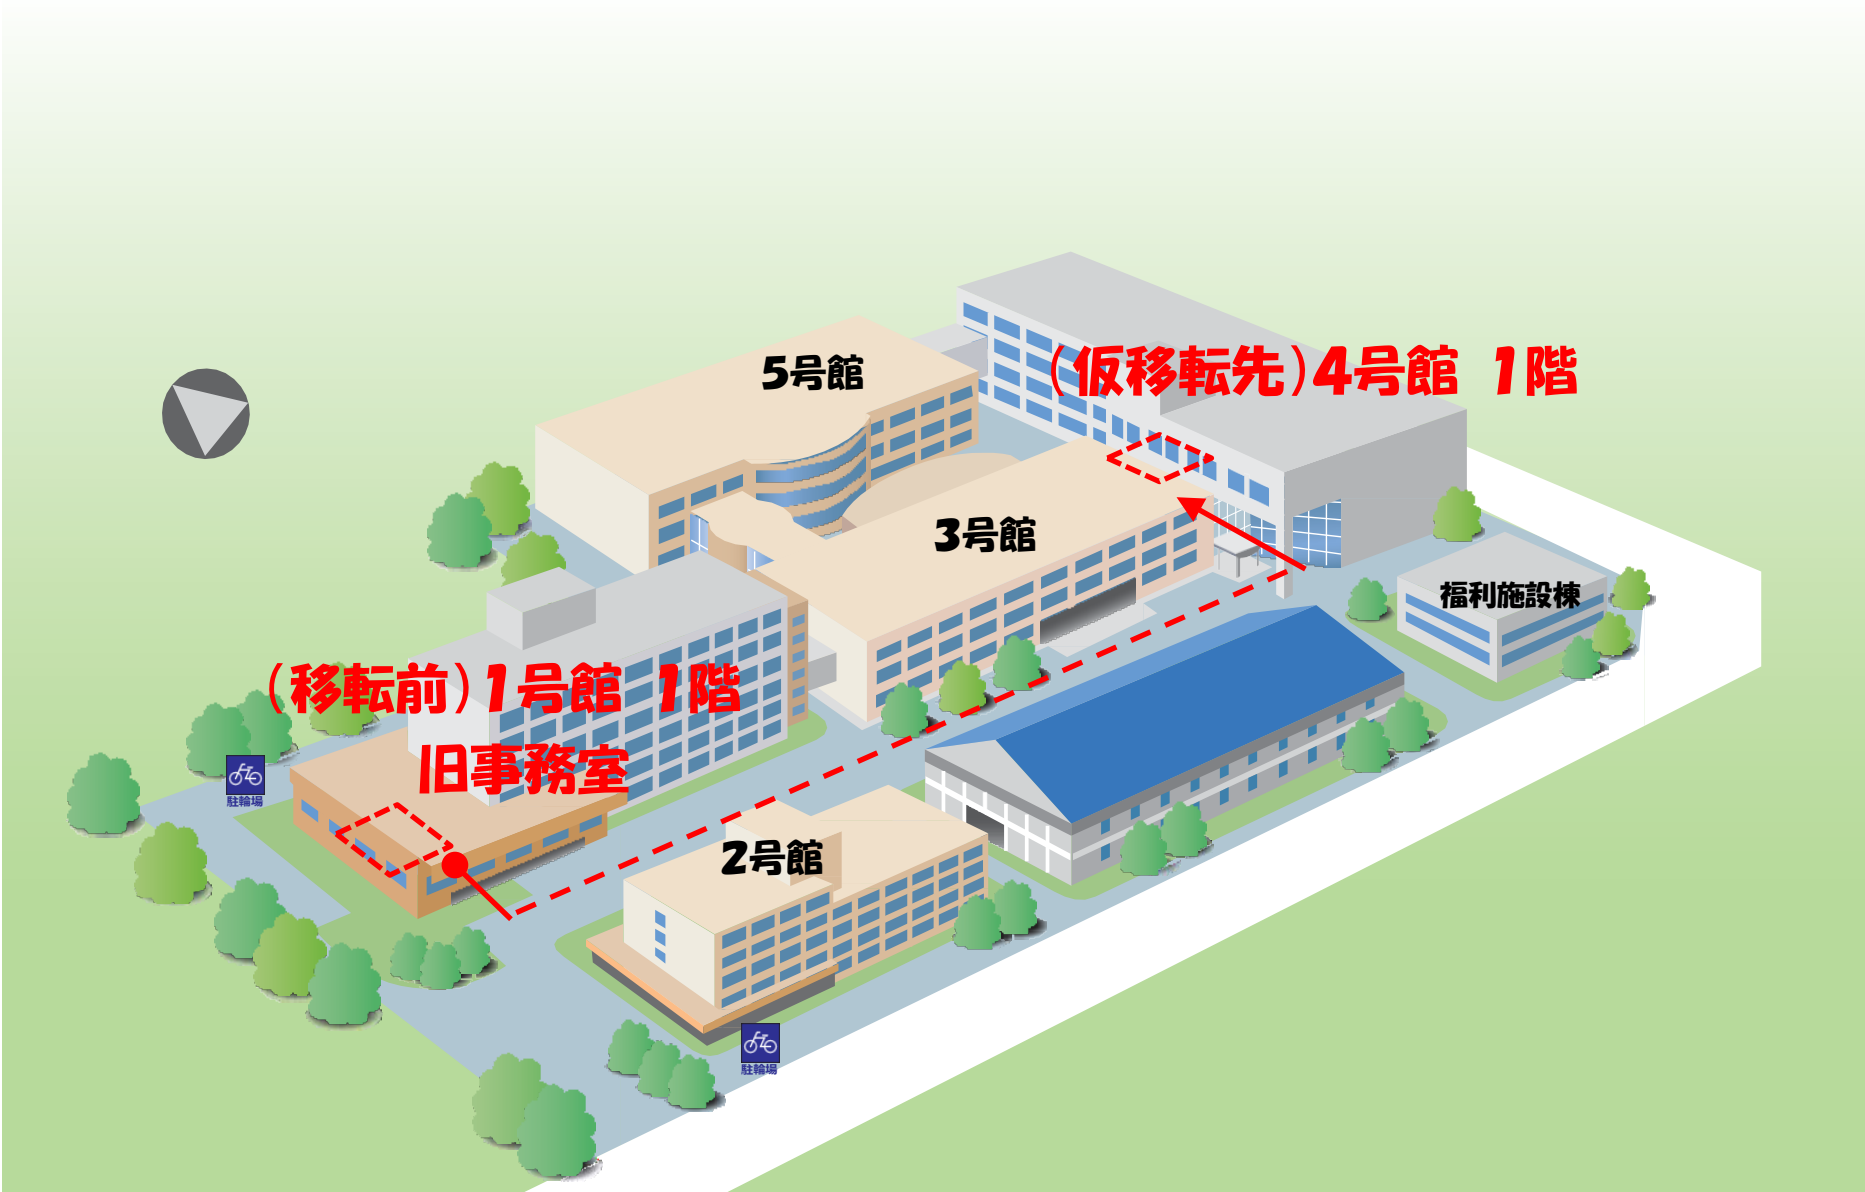 5号館
(仮移転先)4号館 1階
3号館
福利施設棟
(移転前)1号館 1階
旧事務室
駐輪場
2号館
駐輪場